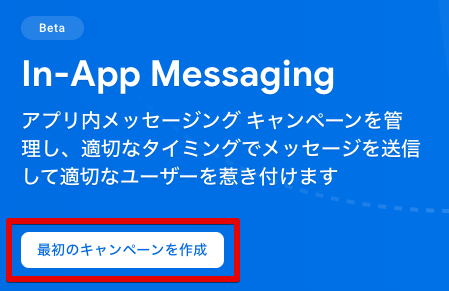 Beta
In-App Messaging
アプリ内メッセージング キャンペーンを管
理し、適切なタイミングでメッセージを送信
して適切なユーザーを惹き付けます
最初のキャンペーンを作成